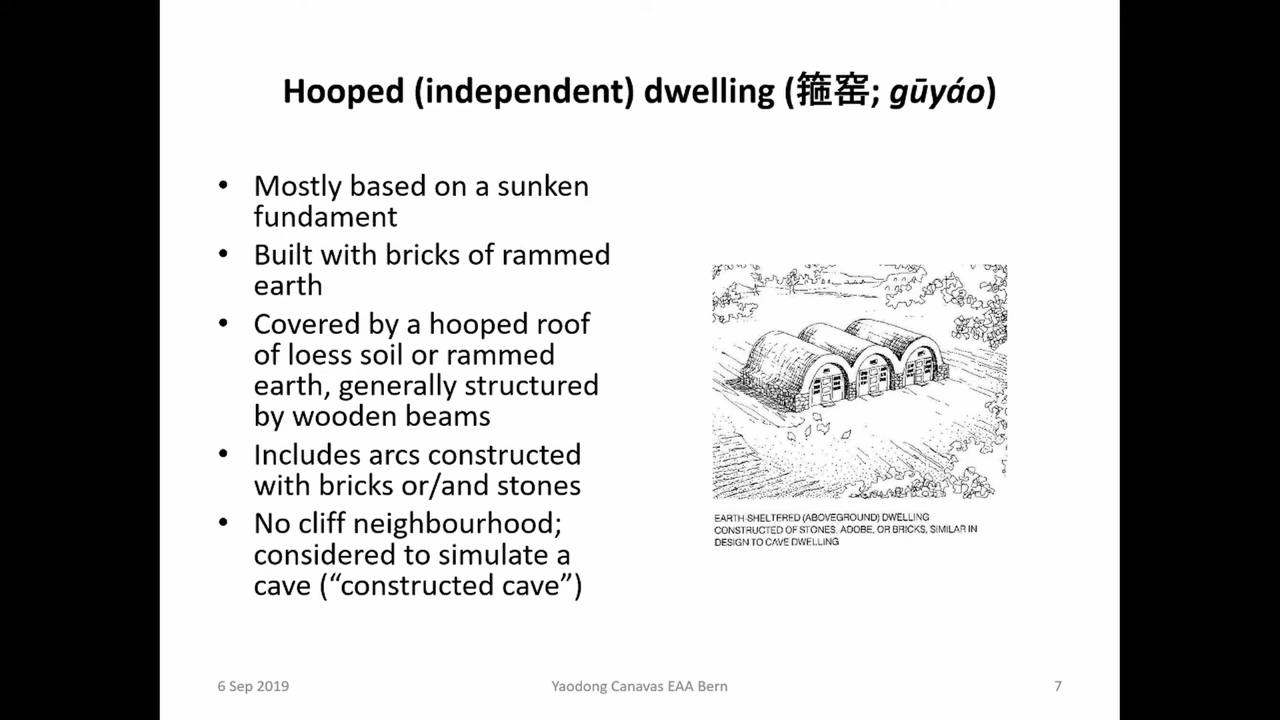 Hooped (independent) dwelling (箍窑; gūyáo)
• Mostly based on a sunken
fundament
• Built with bricks of rammed
earth
• Covered by a hooped roof
of loess soil or rammed
earth, generally structured
by wooden beams
• Includes arcs constructed
with bricks or/and stones
• No cliff neighbourhood;
considered to simulate a
cave (“constructed cave”)
EARTH-SHELTERED (ABOVEGROUND) DWELLING
CONSTRUCTED OF STONES, ADOBE, OR BRICKS, SIMILAR IN
DESIGN TO CAVE DWELLING
6 Sep 2019
Yaodong Canavas EAA Bern
7